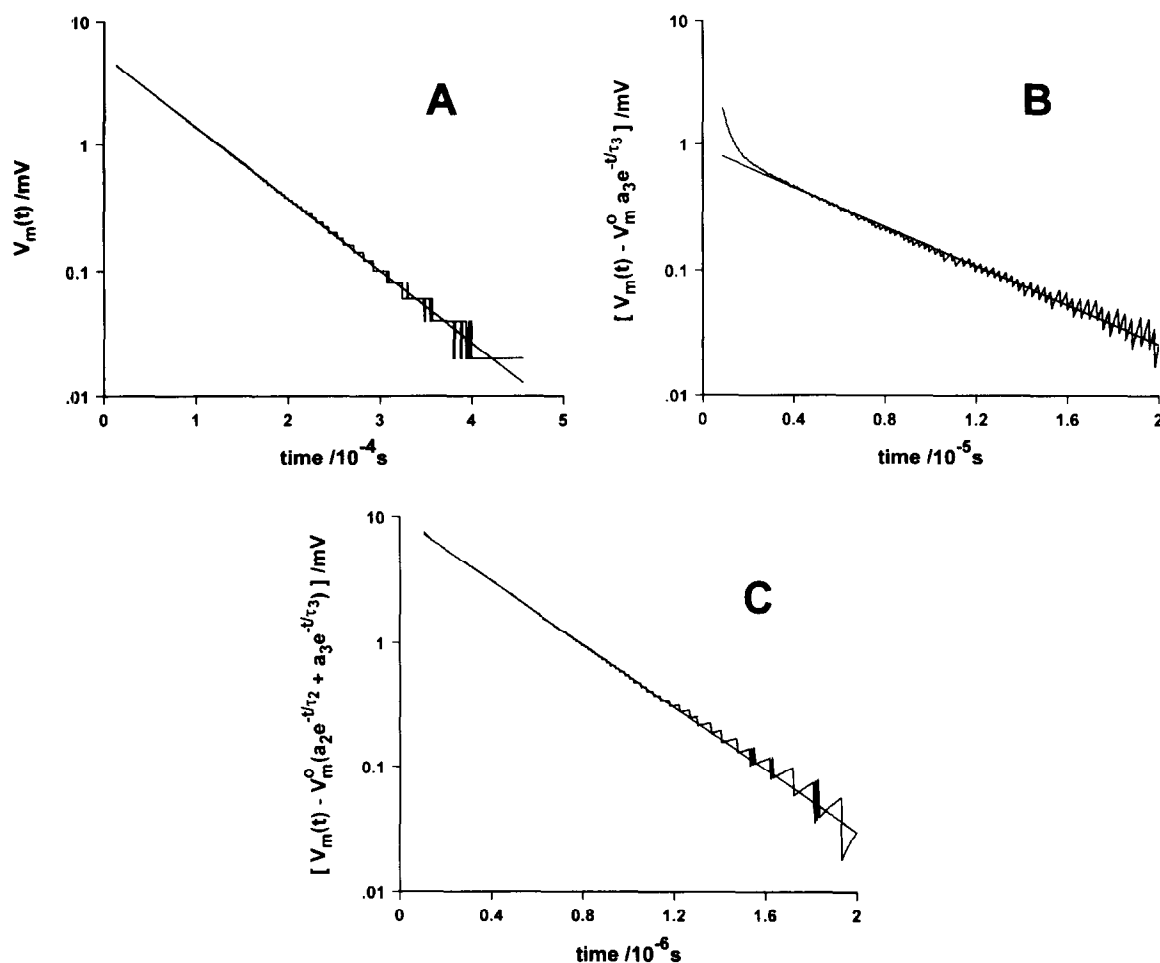 A
V_m(t) /mV
10
1
0.1
.01
0 1 2 3 4 5
time /10^-4 s
B
[ V_m(t) - V_m^o a_3e^-t/τ_3 ] /mV
10
1
0.1
.01
0 0.4 0.8 1.2 1.6 2
time /10^-5 s
C
[ V_m(t) - V_m^o(a_2e^-t/τ_2 + a_3e^-t/τ_3) ] /mV
10
1
0.1
.01
0 0.4 0.8 1.2 1.6 2
time /10^-6 s